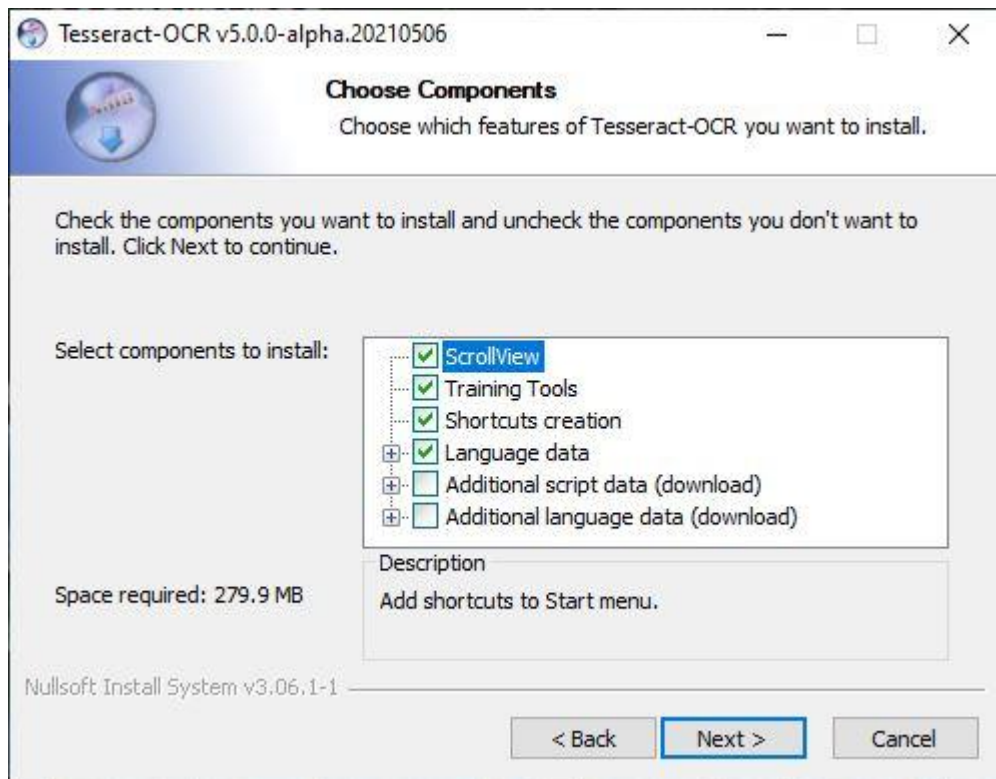 Tesseract-OCR v5.0.0-alpha.20210506
Choose Components
Choose which features of Tesseract-OCR you want to install.
Check the components you want to install and uncheck the components you don't want to
install. Click Next to continue.
Select components to install:
ScrollView
Training Tools
Shortcuts creation
Language data
Additional script data (download)
Additional language data (download)
Space required: 279.9 MB
Description
Add shortcuts to Start menu.
Nullsoft Install System v3.06.1-1
< Back
Next >
Cancel